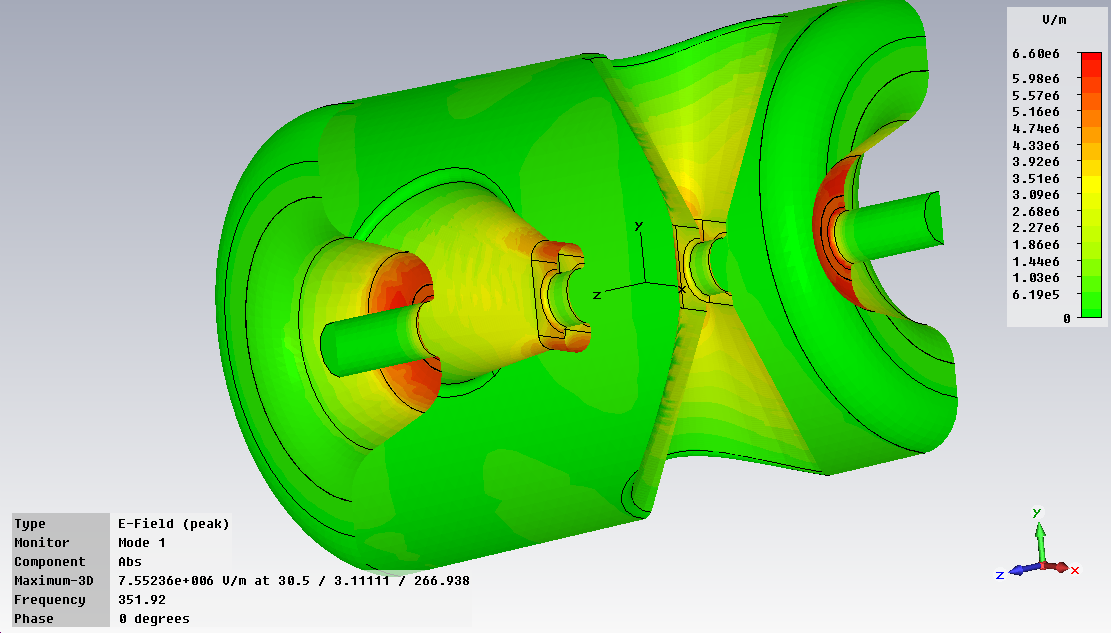 V/m
6.60e6
5.98e6
5.57e6
5.16e6
4.74e6
4.33e6
3.92e6
3.51e6
3.09e6
2.68e6
2.27e6
1.86e6
1.44e6
1.03e6
6.19e5
0
y
z
x
Type E-Field (peak)
Monitor Mode 1
Component Abs
Maximum-3D 7.55236e+006 V/m at 30.5 / 3.11111 / 266.938
Frequency 351.92
Phase 0 degrees
y
z
x